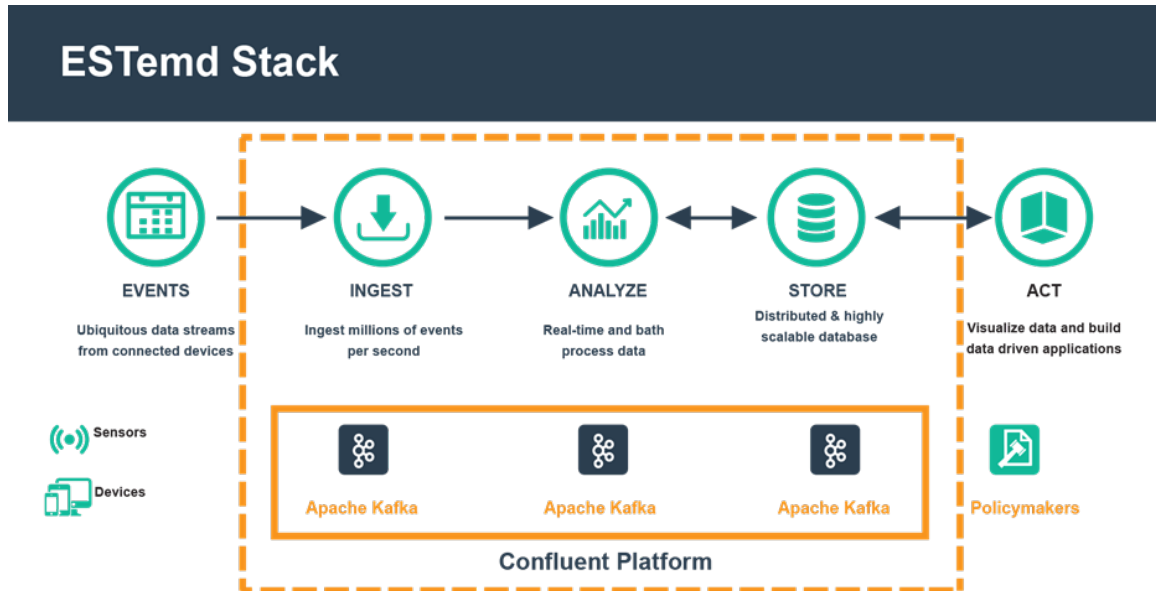 ESTemd Stack
EVENTS
Ubiquitous data streams
from connected devices
INGEST
Ingest millions of events
per second
ANALYZE
Real-time and bath
process data
STORE
Distributed & highly
scalable database
ACT
Visualize data and build
data driven applications
Sensors
Devices
Apache Kafka
Apache Kafka
Apache Kafka
Policymakers
Confluent Platform